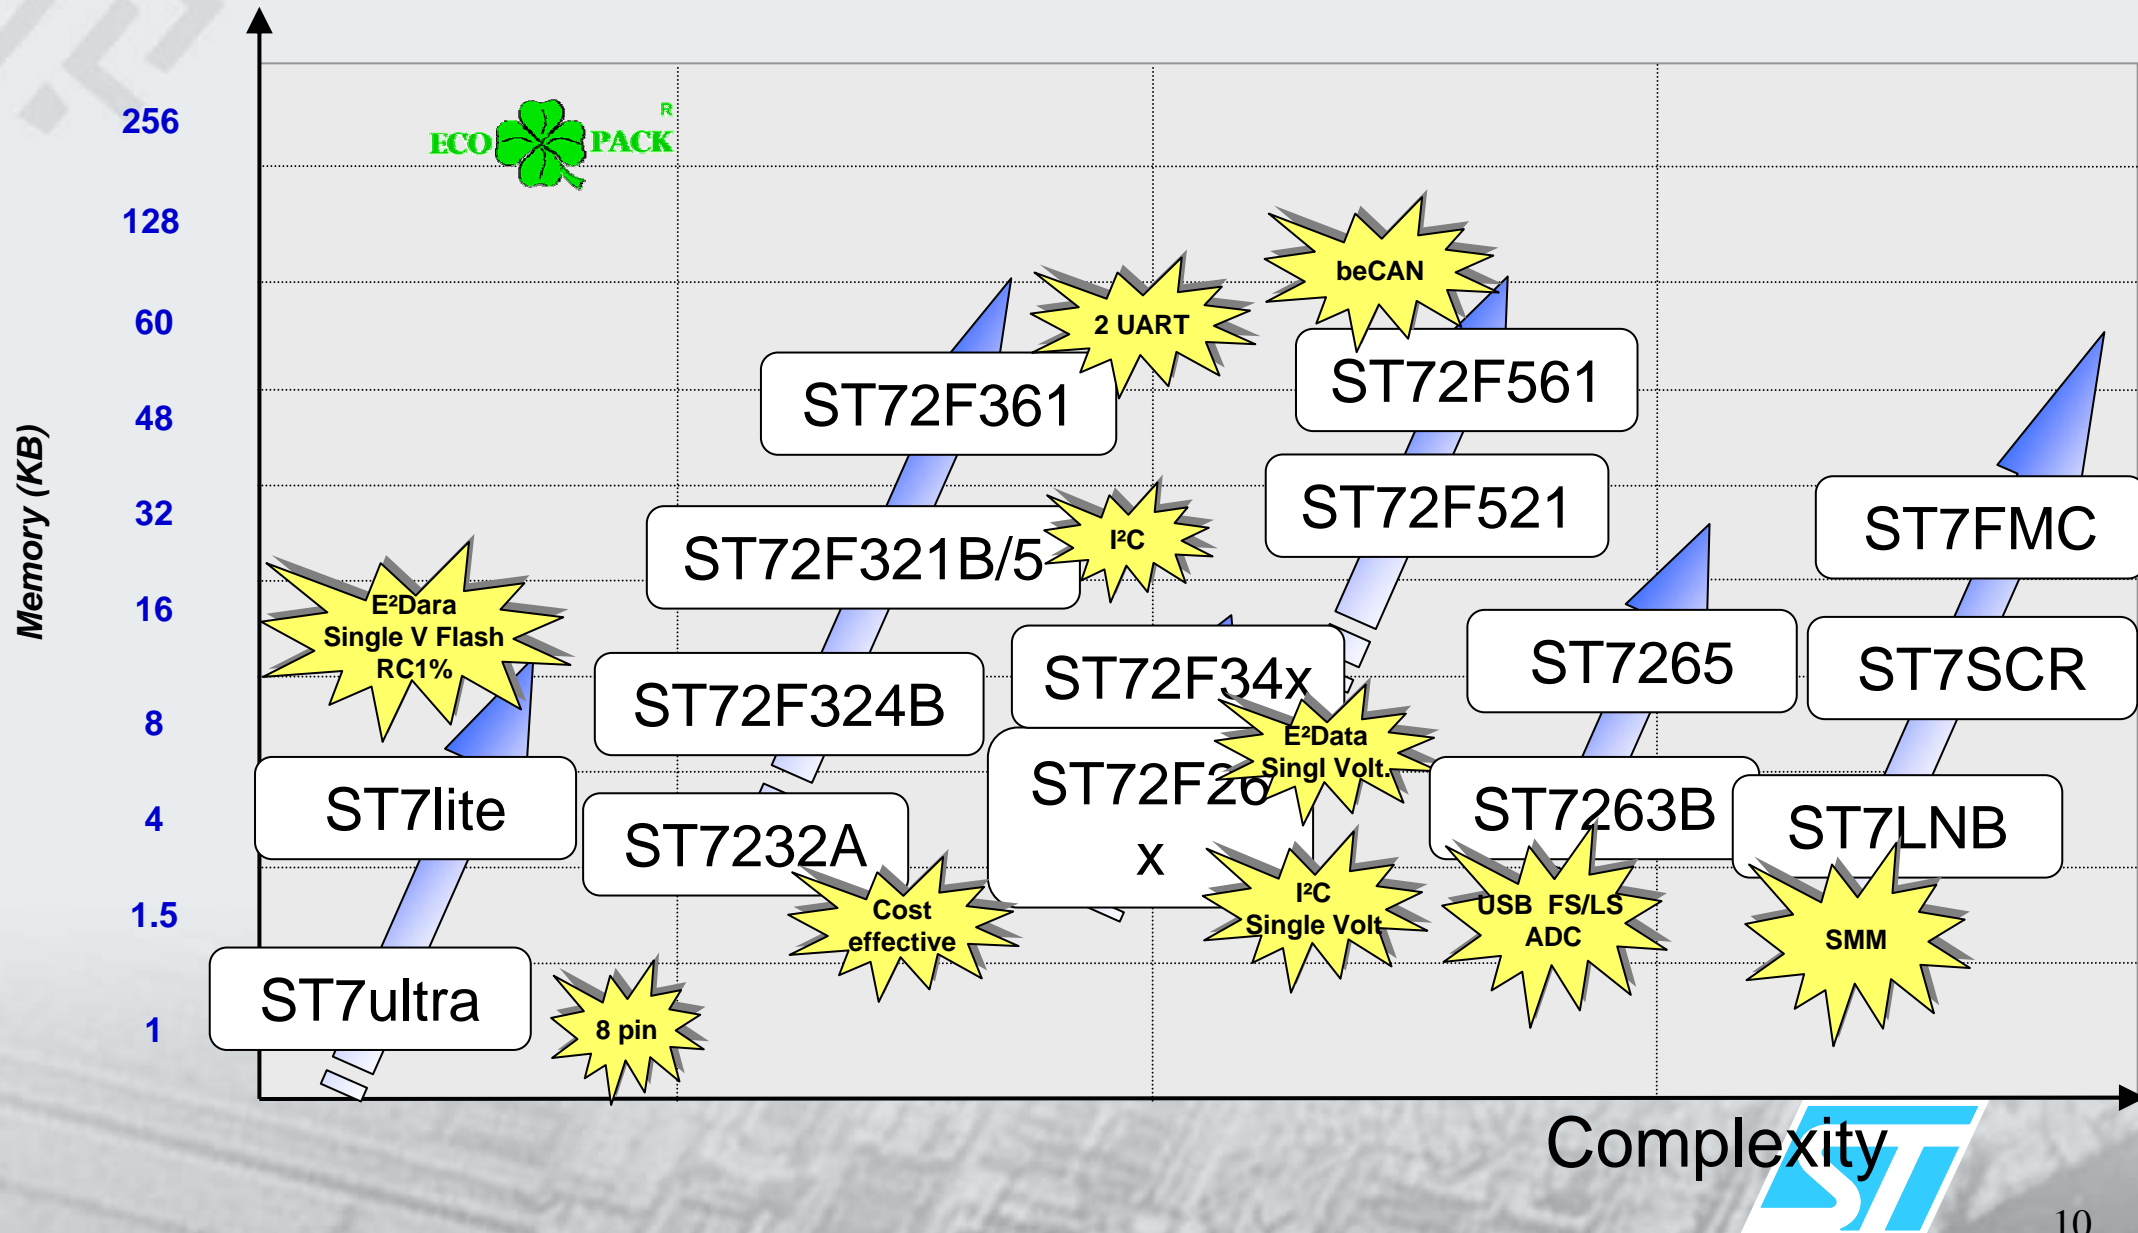 256
ECO PACK R
128
beCAN
60
2 UART
ST72F561
ST72F361
48
Memory (KB)
32
ST72F521
I²C
ST7FMC
ST72F321B/5
16
E²Dara
Single V Flash
RC1%
ST72F34x
ST7265
ST7SCR
ST72F324B
8
E²Data
Singl Volt.
ST7lite
ST72F26
x
ST7263B
ST7LNB
4
ST7232A
1.5
Cost
effective
I²C
Single Volt
USB FS/LS
ADC
SMM
ST7ultra
8 pin
1
Complexity
ST
10